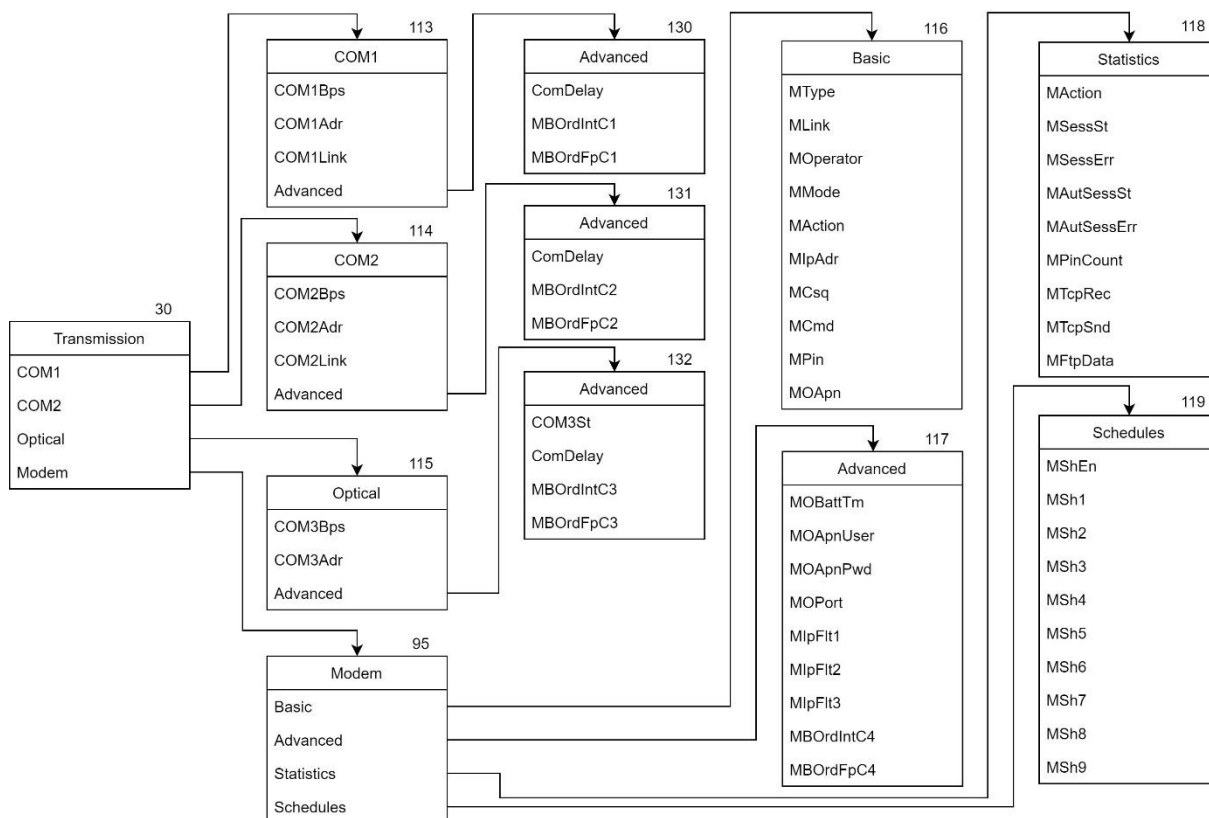 30
Transmission
COM1
COM2
Optical
Modem
113
COM1
COM1Bps
COM1Adr
COM1Link
Advanced
114
COM2
COM2Bps
COM2Adr
COM2Link
Advanced
115
Optical
COM3Bps
COM3Adr
Advanced
95
Modem
Basic
Advanced
Statistics
Schedules
130
Advanced
ComDelay
MBOrdIntC1
MBOrdFpC1
131
Advanced
ComDelay
MBOrdIntC2
MBOrdFpC2
132
Advanced
COM3St
ComDelay
MBOrdIntC3
MBOrdFpC3
116
Basic
MType
MLink
MOperator
MMode
MAction
MIpAdr
MCsq
MCmd
MPin
MOApn
117
Advanced
MOBattTm
MOApnUser
MOApnPwd
MOPort
MIpFlt1
MIpFlt2
MIpFlt3
MBOrdIntC4
MBOrdFpC4
118
Statistics
MAction
MSessSt
MSessErr
MAutSessSt
MAutSessErr
MPinCount
MTcpRec
MTcpSnd
MFtpData
119
Schedules
MShEn
MSh1
MSh2
MSh3
MSh4
MSh5
MSh6
MSh7
MSh8
MSh9